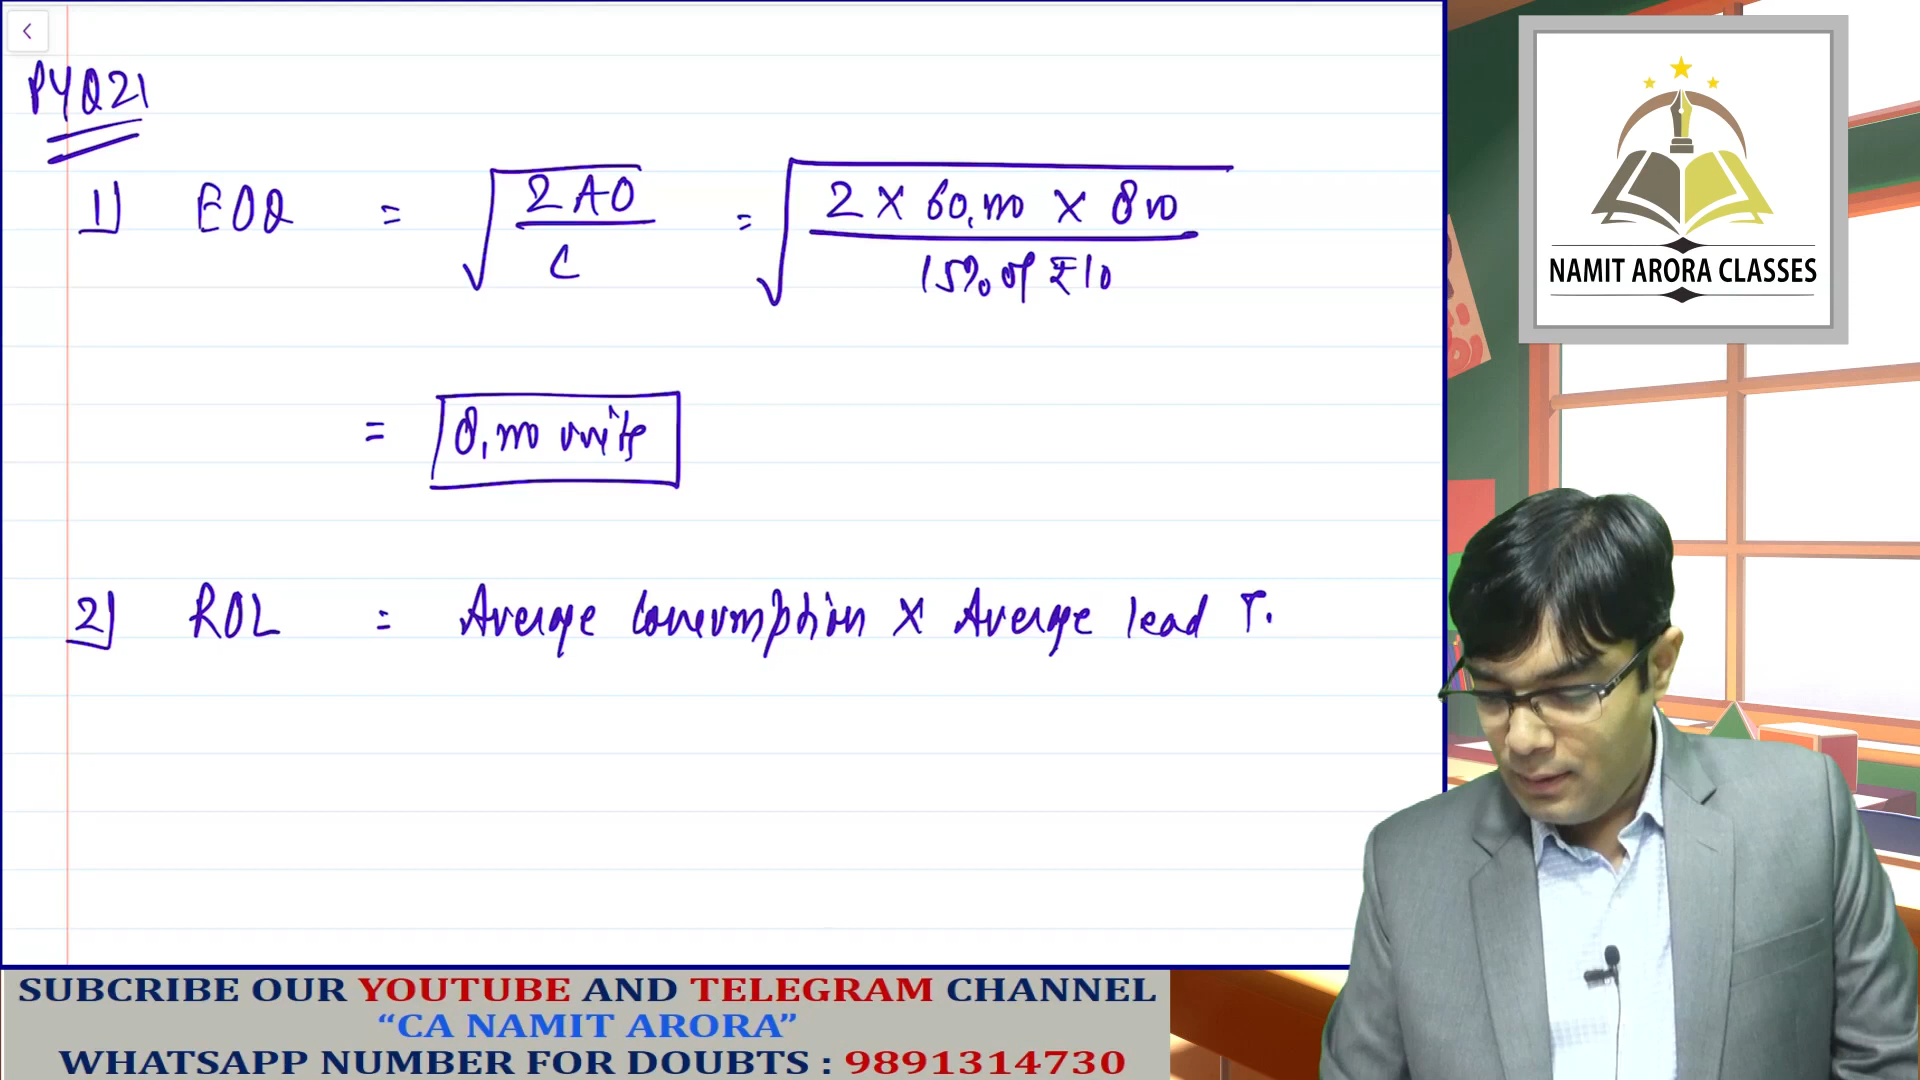 PYQ21
1) EOQ = √ 2AO / C = √ 2 × 60,000 × 800 / 15% of ₹10
= 8,000 units
2) ROL = Average Consumption × Average lead T.
NAMIT ARORA CLASSES
SUBCRIBE OUR YOUTUBE AND TELEGRAM CHANNEL
“CA NAMIT ARORA”
WHATSAPP NUMBER FOR DOUBTS : 9891314730